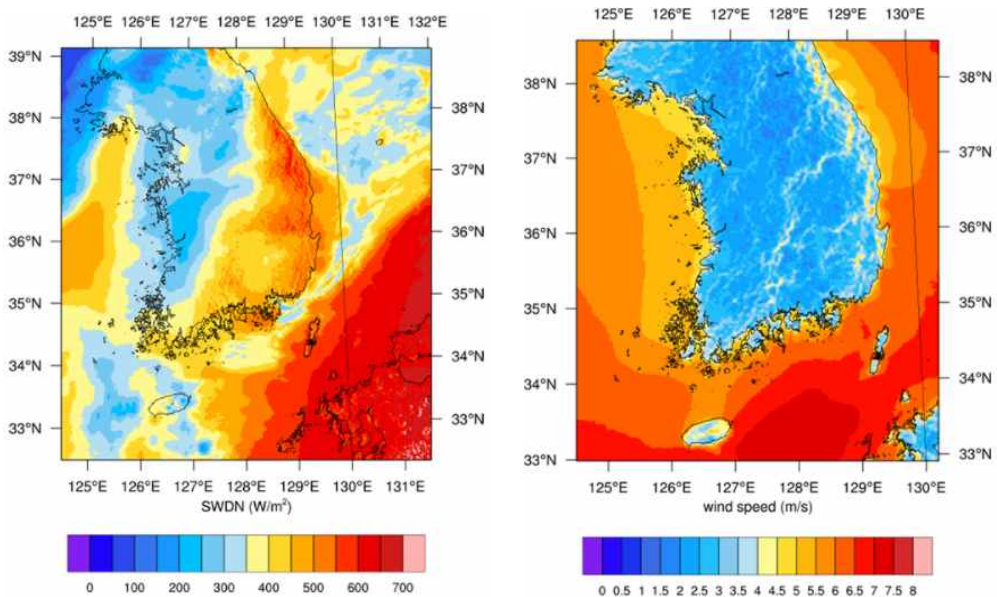 125°E 126°E 127°E 128°E 129°E 130°E 131°E 132°E
39°N
38°N
37°N
36°N
35°N
34°N
33°N
38°N
37°N
36°N
35°N
34°N
33°N
125°E 126°E 127°E 128°E 129°E 130°E 131°E
SWDN (W/m²)
0 100 200 300 400 500 600 700
125°E 126°E 127°E 128°E 129°E 130°E
38°N
37°N
36°N
35°N
34°N
33°N
38°N
37°N
36°N
35°N
34°N
33°N
125°E 126°E 127°E 128°E 129°E 130°E
wind speed (m/s)
0 0.5 1 1.5 2 2.5 3 3.5 4 4.5 5 5.5 6 6.5 7 7.5 8